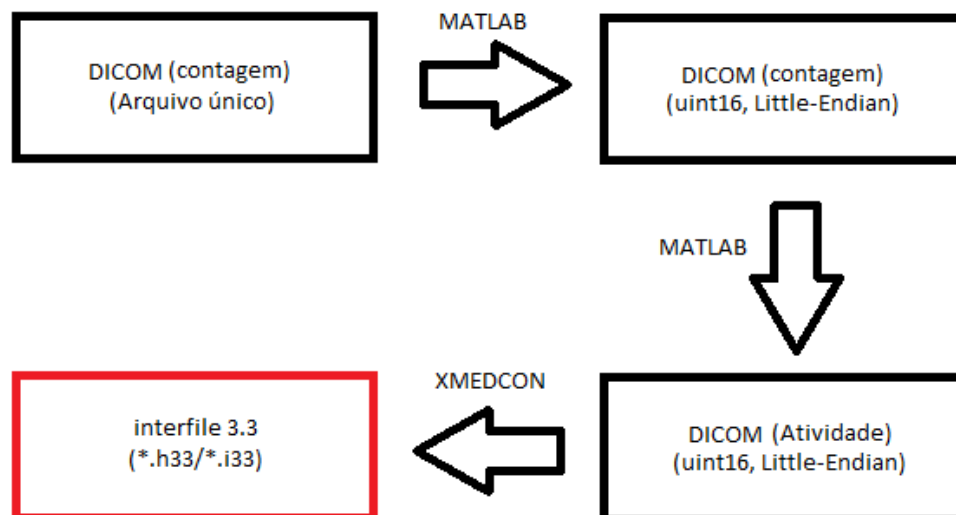 MATLAB
DICOM (contagem)
(Arquivo único)
DICOM (contagem)
(uint16, Little-Endian)
MATLAB
XMEDCON
interfile 3.3
(*.h33/*.i33)
DICOM (Atividade)
(uint16, Little-Endian)